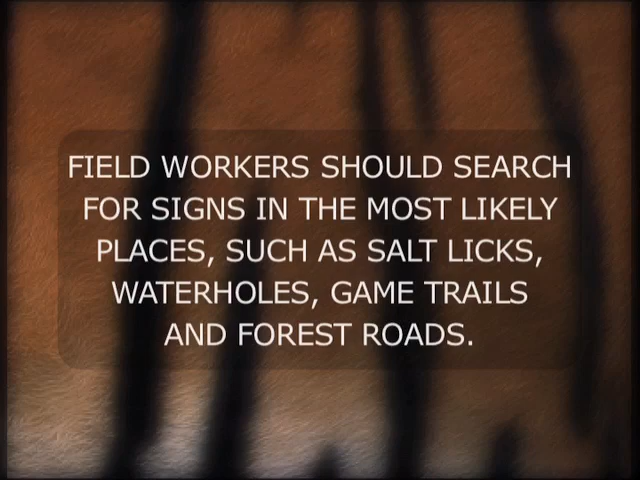 FIELD WORKERS SHOULD SEARCH
FOR SIGNS IN THE MOST LIKELY
PLACES, SUCH AS SALT LICKS,
WATERHOLES, GAME TRAILS
AND FOREST ROADS.